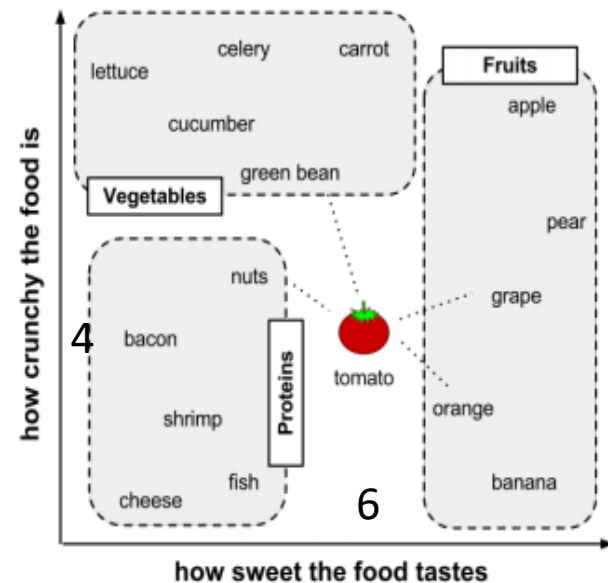 how crunchy the food is
celery
carrot
lettuce
cucumber
green bean
Vegetables
Fruits
apple
pear
grape
orange
banana
nuts
4
bacon
shrimp
Proteins
fish
cheese
tomato
6
how sweet the food tastes